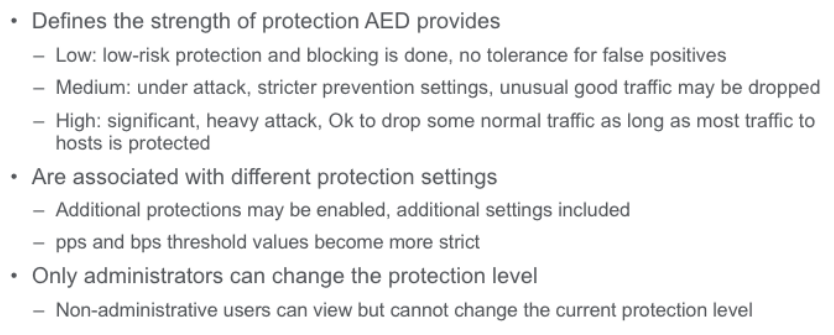 • Defines the strength of protection AED provides
– Low: low-risk protection and blocking is done, no tolerance for false positives
– Medium: under attack, stricter prevention settings, unusual good traffic may be dropped
– High: significant, heavy attack, Ok to drop some normal traffic as long as most traffic to
hosts is protected
• Are associated with different protection settings
– Additional protections may be enabled, additional settings included
– pps and bps threshold values become more strict
• Only administrators can change the protection level
– Non-administrative users can view but cannot change the current protection level